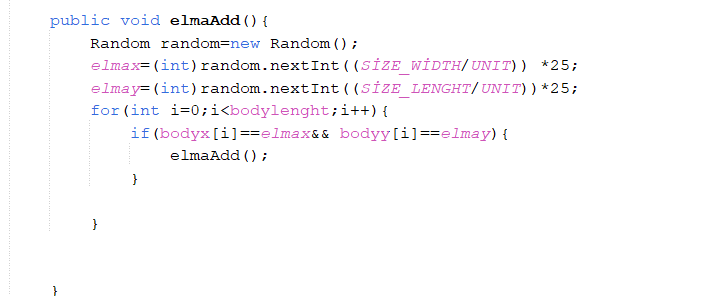 public void elmaAdd(){
Random random=new Random();
elmax=(int)random.nextInt((SİZE_WİDTH/UNIT)) *25;
elmay=(int)random.nextInt((SİZE_LENGHT/UNIT))*25;
for(int i=0;i<bodylenght;i++){
if(bodyx[i]==elmax&& bodyy[i]==elmay){
elmaAdd();
}
}
}